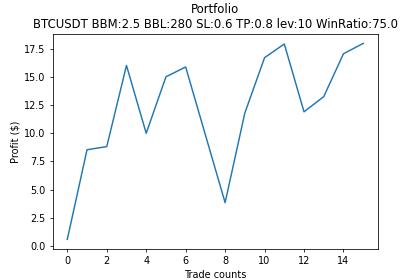 Portfolio
BTCUSDT BBM:2.5 BBL:280 SL:0.6 TP:0.8 lev:10 WinRatio:75.0
17.5
15.0
12.5
10.0
7.5
5.0
2.5
0.0
Profit ($)
0 2 4 6 8 10 12 14
Trade counts